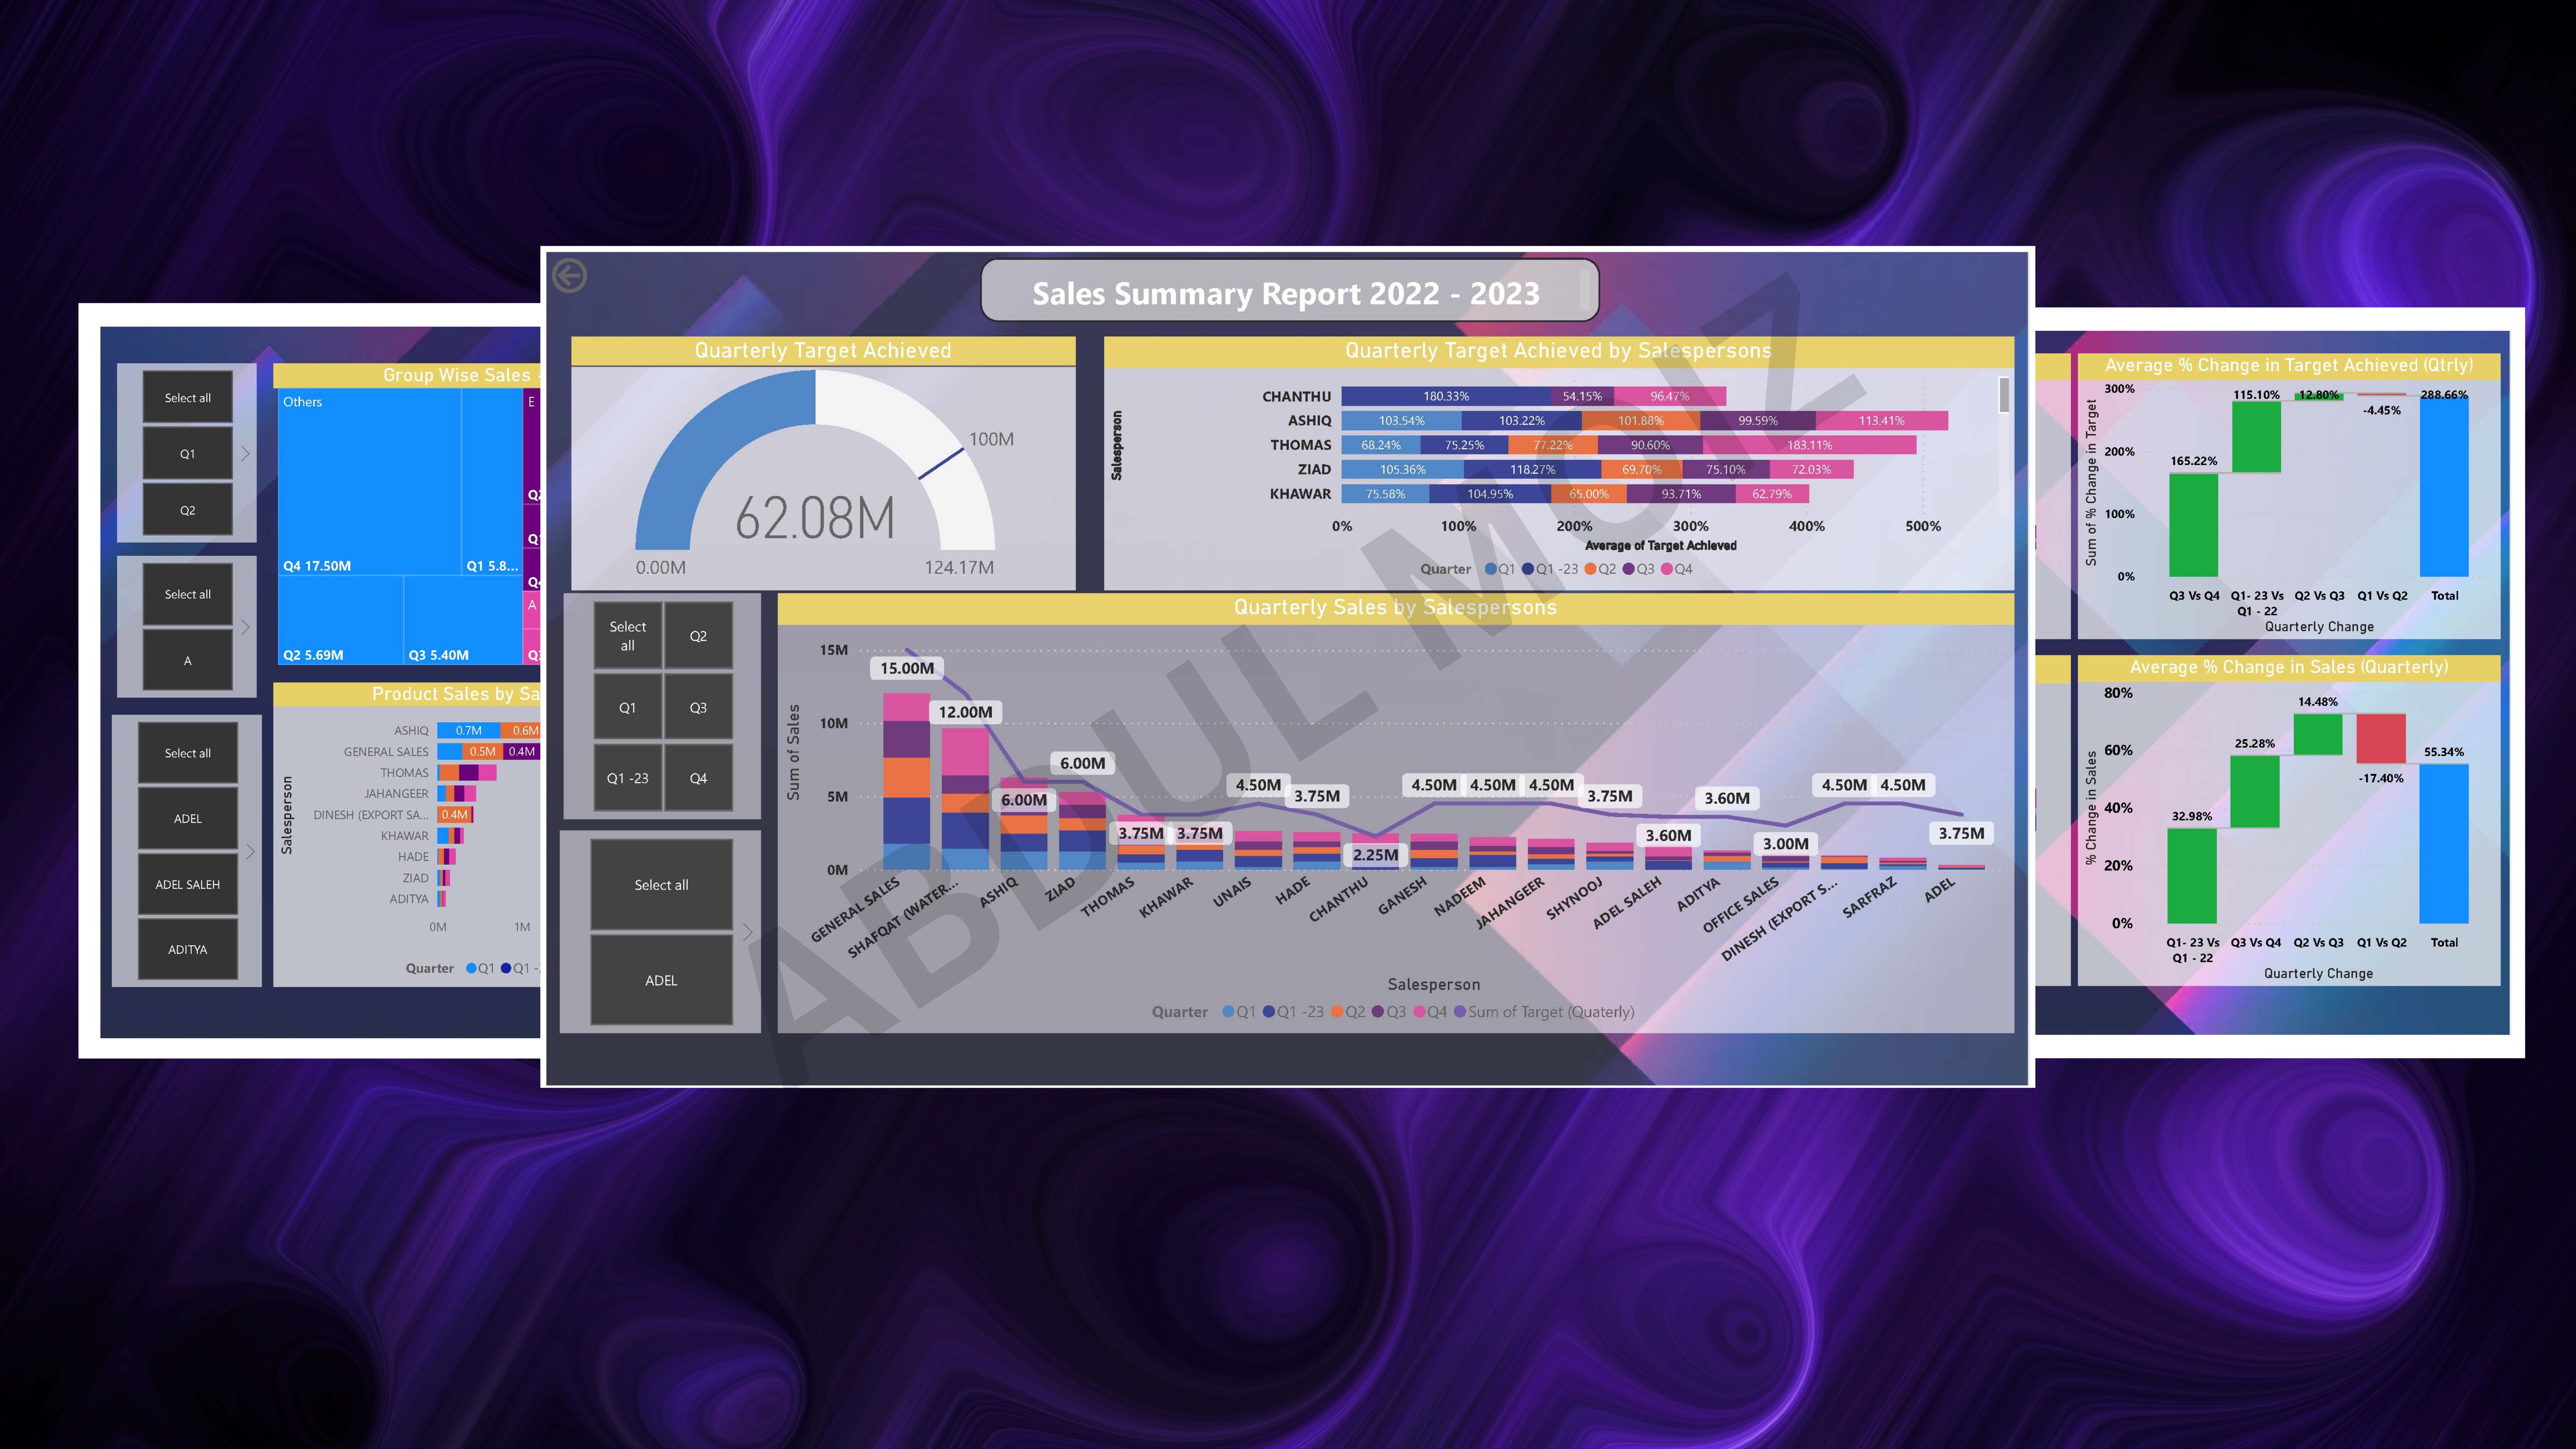 Sales Summary Report 2022 - 2023
Quarterly Target Achieved
100M
62.08M
0.00M
124.17M
Quarterly Target Achieved by Salespersons
Salesperson
CHANTHU 180.33% 54.15% 96.47%
ASHIQ 103.54% 103.22% 101.88% 99.59% 113.41%
THOMAS 68.24% 75.25% 77.22% 90.60% 183.11%
ZIAD 105.36% 118.27% 69.70% 75.10% 72.03%
KHAWAR 75.58% 104.95% 65.00% 93.71% 62.79%
0% 100% 200% 300% 400% 500%
Average of Target Achieved
Quarter Q1 Q1 -23 Q2 Q3 Q4
Select all
Q2
Q1
Q3
Q1 -23
Q4
Select all
ADEL
Quarterly Sales by Salespersons
Sum of Sales
15M
10M
5M
0M
15.00M
12.00M
6.00M
6.00M
3.75M
3.75M
4.50M
3.75M
2.25M
4.50M
4.50M
4.50M
3.75M
3.60M
3.60M
3.00M
4.50M
4.50M
3.75M
GENERAL SALES
SHAFQAT (WATER...
ASHIQ
ZIAD
THOMAS
KHAWAR
UNAIS
HADE
CHANTHU
GANESH
NADEEM
JAHANGEER
SHYNOOJ
ADEL SALEH
ADITYA
OFFICE SALES
DINESH (EXPORT S...
SARFRAZ
ADEL
Salesperson
Quarter Q1 Q1 -23 Q2 Q3 Q4 Sum of Target (Quaterly)
ABDUL MOIZ
Select all
Q1
Q2
Select all
A
Select all
ADEL
ADEL SALEH
ADITYA
Group Wise Sales
Others
Q4 17.50M
Q1 5.8...
Q2 5.69M
Q3 5.40M
E
A
Product Sales by Sa
Salesperson
ASHIQ 0.7M 0.6M
GENERAL SALES 0.5M 0.4M
THOMAS
JAHANGEER
DINESH (EXPORT SA... 0.4M
KHAWAR
HADE
ZIAD
ADITYA
0M 1M
Quarter Q1 Q1 -
Average % Change in Target Achieved (Qtrly)
Sum of % Change in Target
300%
200%
100%
0%
165.22%
115.10%
12.80%
-4.45%
288.66%
Q3 Vs Q4
Q1- 23 Vs
Q1 - 22
Q2 Vs Q3
Q1 Vs Q2
Total
Quarterly Change
Average % Change in Sales (Quarterly)
% Change in Sales
80%
60%
40%
20%
0%
32.98%
25.28%
14.48%
-17.40%
55.34%
Q1- 23 Vs
Q1 - 22
Q3 Vs Q4
Q2 Vs Q3
Q1 Vs Q2
Total
Quarterly Change